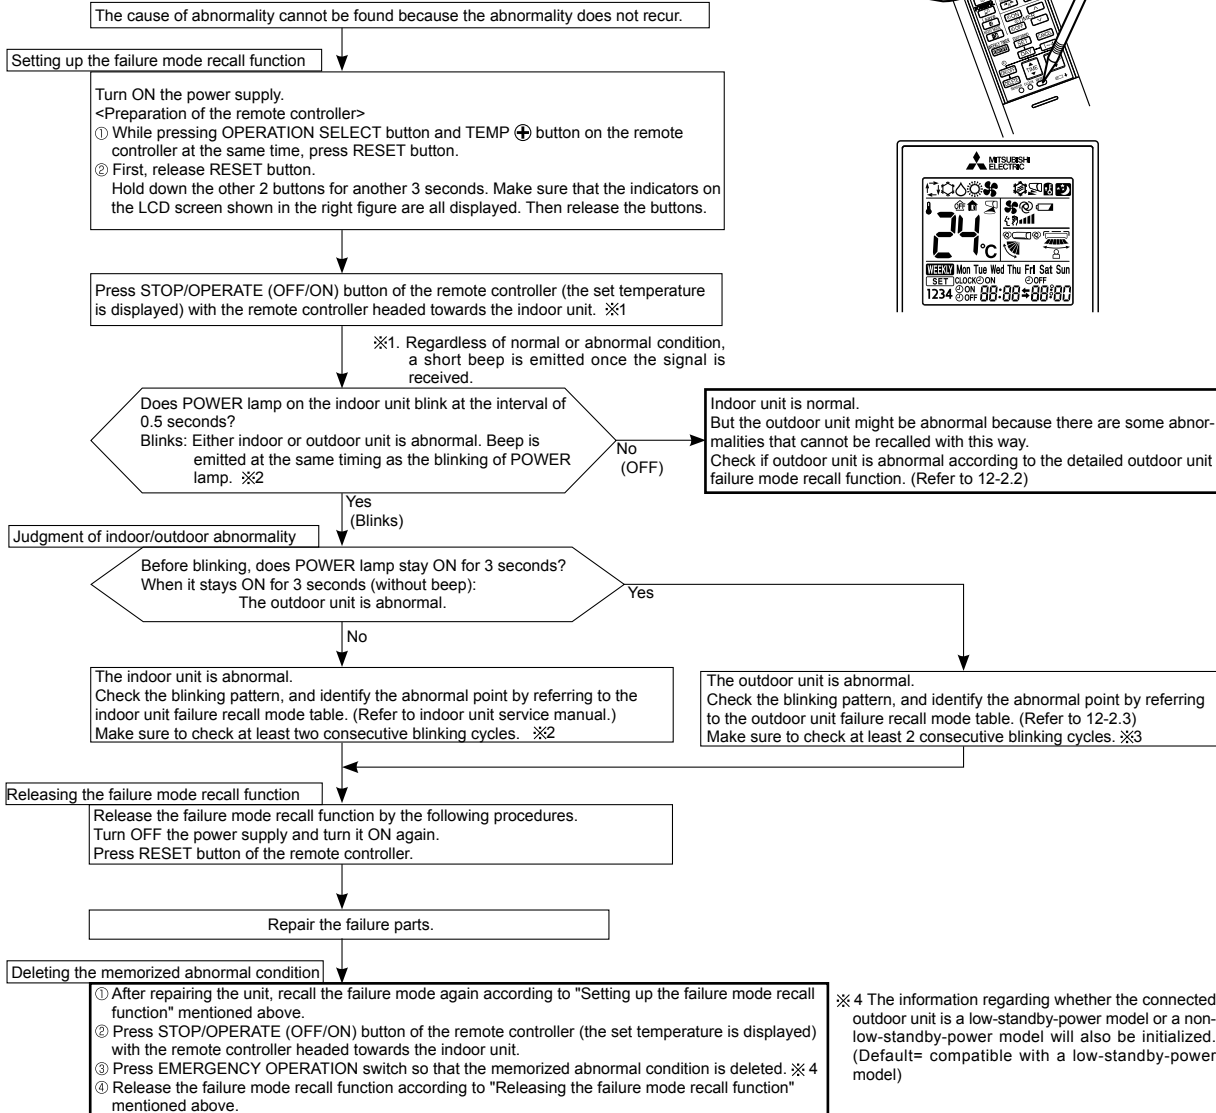 The cause of abnormality cannot be found because the abnormality does not recur.
Setting up the failure mode recall function
Turn ON the power supply.
<Preparation of the remote controller>
① While pressing OPERATION SELECT button and TEMP ⊕ button on the remote
controller at the same time, press RESET button.
② First, release RESET button.
Hold down the other 2 buttons for another 3 seconds. Make sure that the indicators on
the LCD screen shown in the right figure are all displayed. Then release the buttons.
MITSUBISHI
ELECTRIC
24°C
WEEKLY Mon Tue Wed Thu Fri Sat Sun
SET CLOCK ON OFF
1234 ON OFF 88:88 88:80
Press STOP/OPERATE (OFF/ON) button of the remote controller (the set temperature
is displayed) with the remote controller headed towards the indoor unit. ※1
※1. Regardless of normal or abnormal condition,
a short beep is emitted once the signal is
received.
Does POWER lamp on the indoor unit blink at the interval of
0.5 seconds?
Blinks: Either indoor or outdoor unit is abnormal. Beep is
emitted at the same timing as the blinking of POWER
lamp. ※2
No
(OFF)
Indoor unit is normal.
But the outdoor unit might be abnormal because there are some abnor-
malities that cannot be recalled with this way.
Check if outdoor unit is abnormal according to the detailed outdoor unit
failure mode recall function. (Refer to 12-2.2)
Yes
(Blinks)
Judgment of indoor/outdoor abnormality
Before blinking, does POWER lamp stay ON for 3 seconds?
When it stays ON for 3 seconds (without beep):
The outdoor unit is abnormal.
Yes
No
The indoor unit is abnormal.
Check the blinking pattern, and identify the abnormal point by referring to the
indoor unit failure recall mode table. (Refer to indoor unit service manual.)
Make sure to check at least two consecutive blinking cycles. ※2
The outdoor unit is abnormal.
Check the blinking pattern, and identify the abnormal point by referring
to the outdoor unit failure recall mode table. (Refer to 12-2.3)
Make sure to check at least 2 consecutive blinking cycles. ※3
Releasing the failure mode recall function
Release the failure mode recall function by the following procedures.
Turn OFF the power supply and turn it ON again.
Press RESET button of the remote controller.
Repair the failure parts.
Deleting the memorized abnormal condition
① After repairing the unit, recall the failure mode again according to "Setting up the failure mode recall
function" mentioned above.
② Press STOP/OPERATE (OFF/ON) button of the remote controller (the set temperature is displayed)
with the remote controller headed towards the indoor unit.
③ Press EMERGENCY OPERATION switch so that the memorized abnormal condition is deleted. ※ 4
④ Release the failure mode recall function according to "Releasing the failure mode recall function"
mentioned above.
※ 4 The information regarding whether the connected
outdoor unit is a low-standby-power model or a non-
low-standby-power model will also be initialized.
(Default= compatible with a low-standby-power
model)